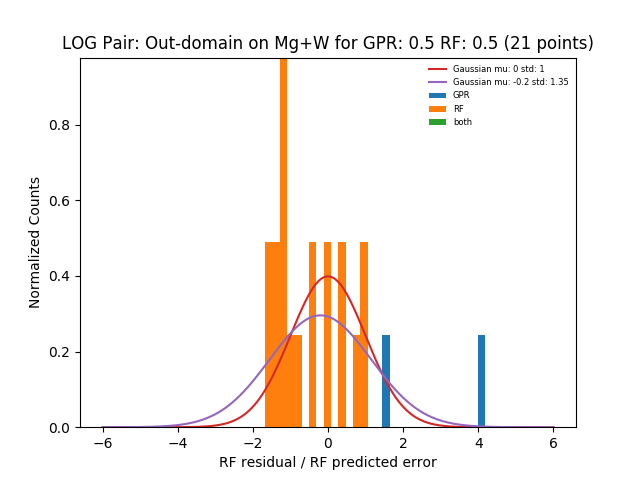 LOG Pair: Out-domain on Mg+W for GPR: 0.5 RF: 0.5 (21 points)
Gaussian mu: 0 std: 1
Gaussian mu: -0.2 std: 1.35
GPR
RF
both
Normalized Counts
0.8
0.6
0.4
0.2
0.0
−6 −4 −2 0 2 4 6
RF residual / RF predicted error